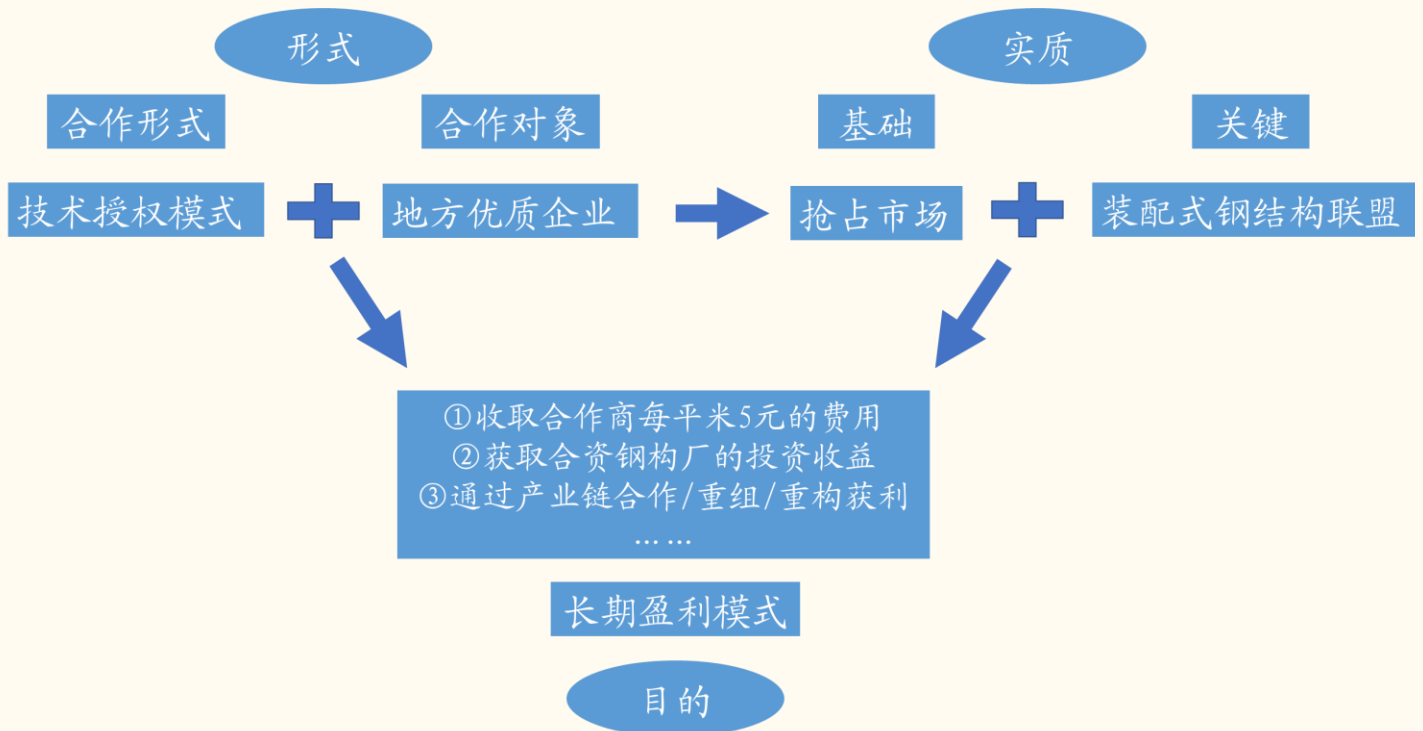 形式
实质
合作形式
合作对象
基础
关键
技术授权模式
地方优质企业
抢占市场
装配式钢结构联盟
①收取合作商每平米5元的费用
②获取合资钢构厂的投资收益
③通过产业链合作/重组/重构获利
……
长期盈利模式
目的